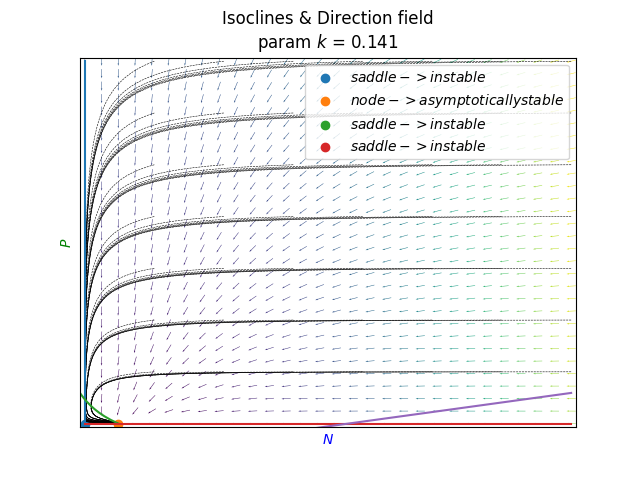 Isoclines & Direction field
param k = 0.141
saddle -> instable
node -> asymptoticallystable
saddle -> instable
saddle -> instable
P
N